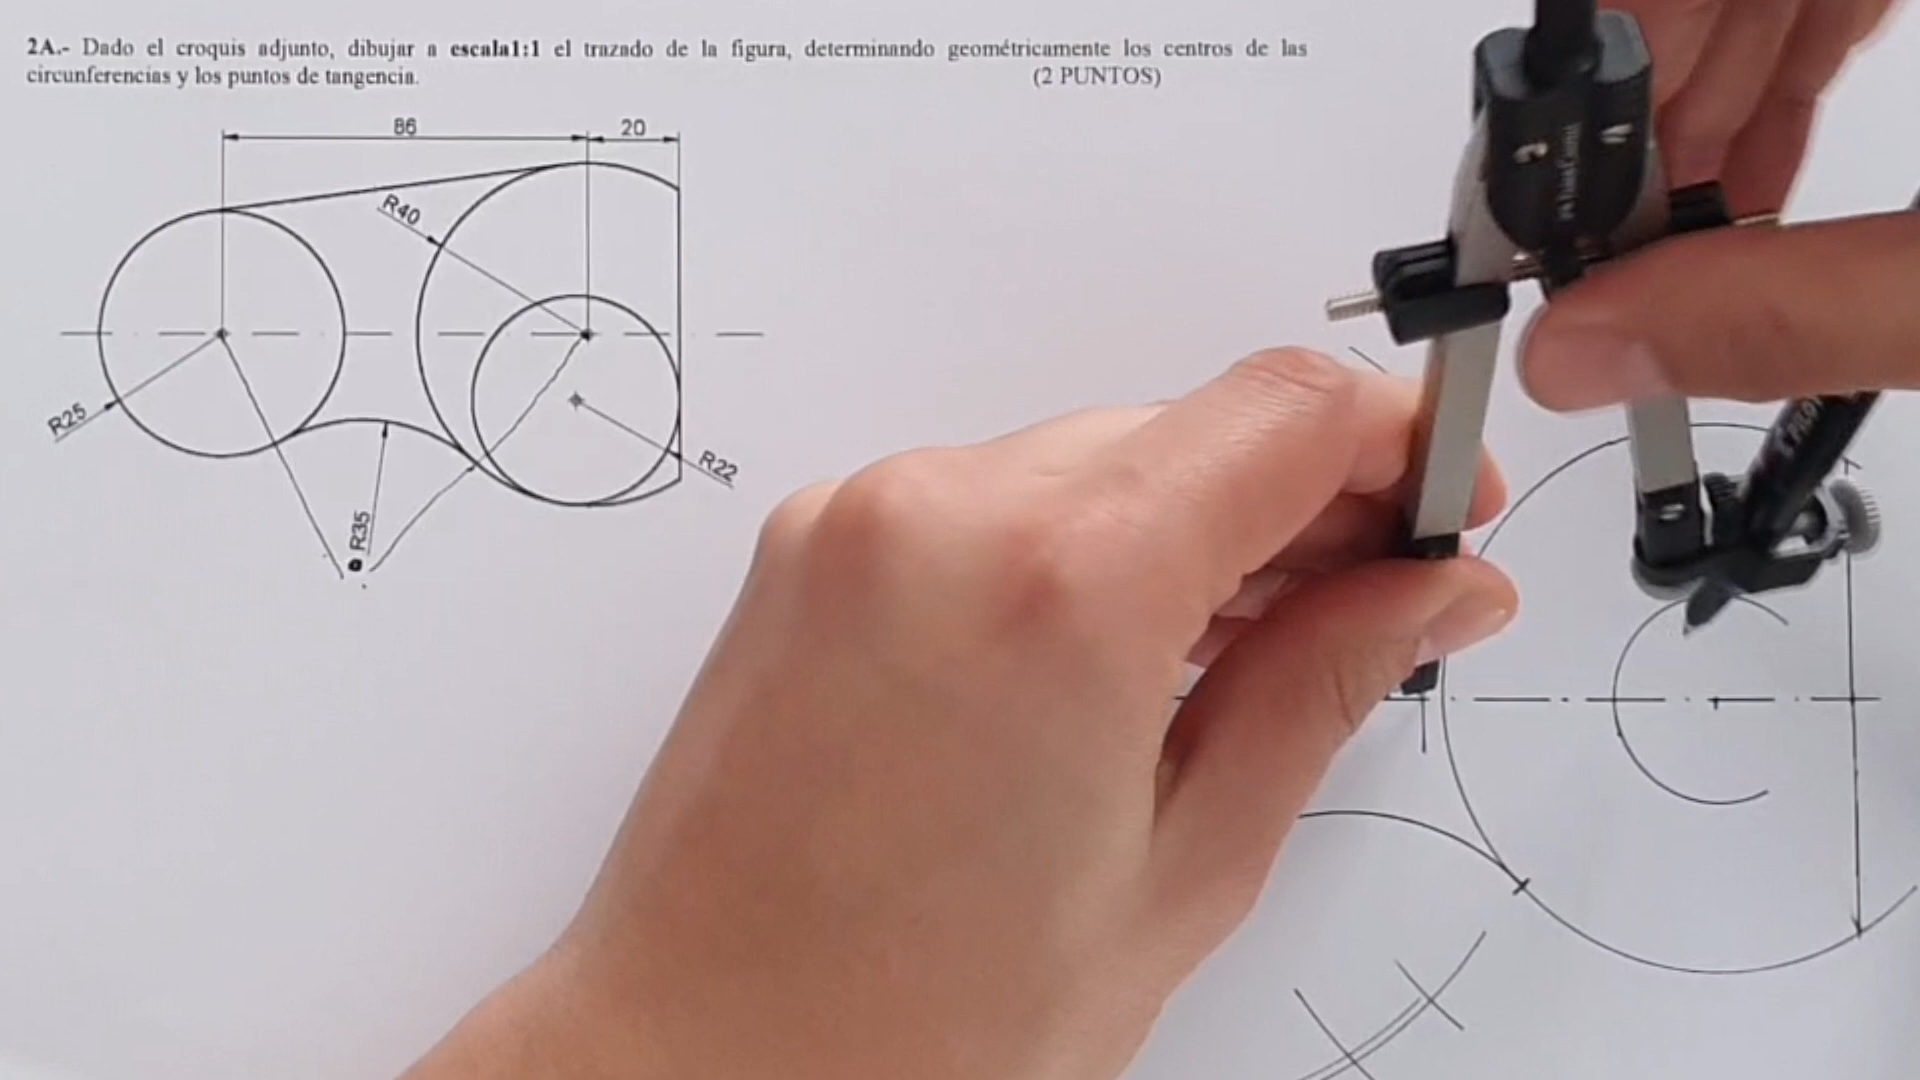 2A.- Dado el croquis adjunto, dibujar a escala1:1 el trazado de la figura, determinando geométricamente los centros de las
circunferencias y los puntos de tangencia. (2 PUNTOS)
86
20
R40
R25
R22
R35